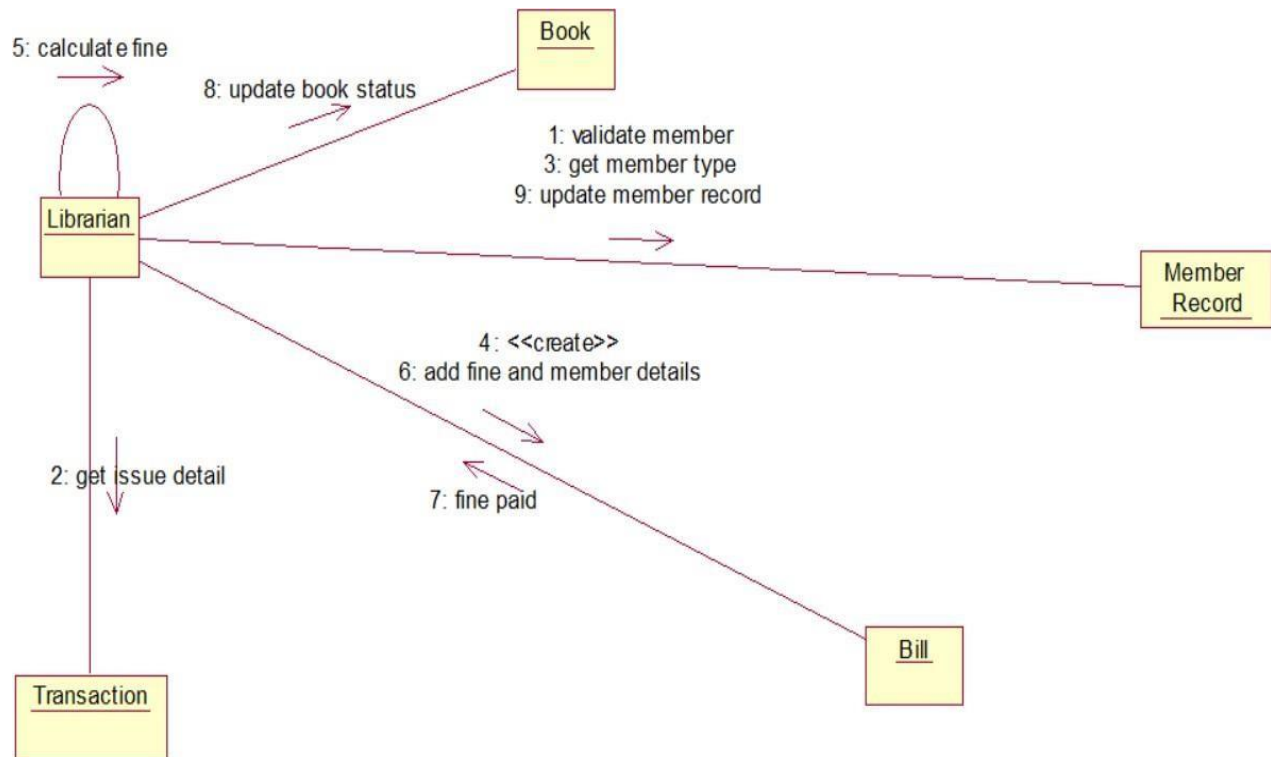 Book
5: calculate fine
8: update book status
1: validate member
3: get member type
9: update member record
Librarian
Member
Record
4: <<create>>
6: add fine and member details
2: get issue detail
7: fine paid
Bill
Transaction